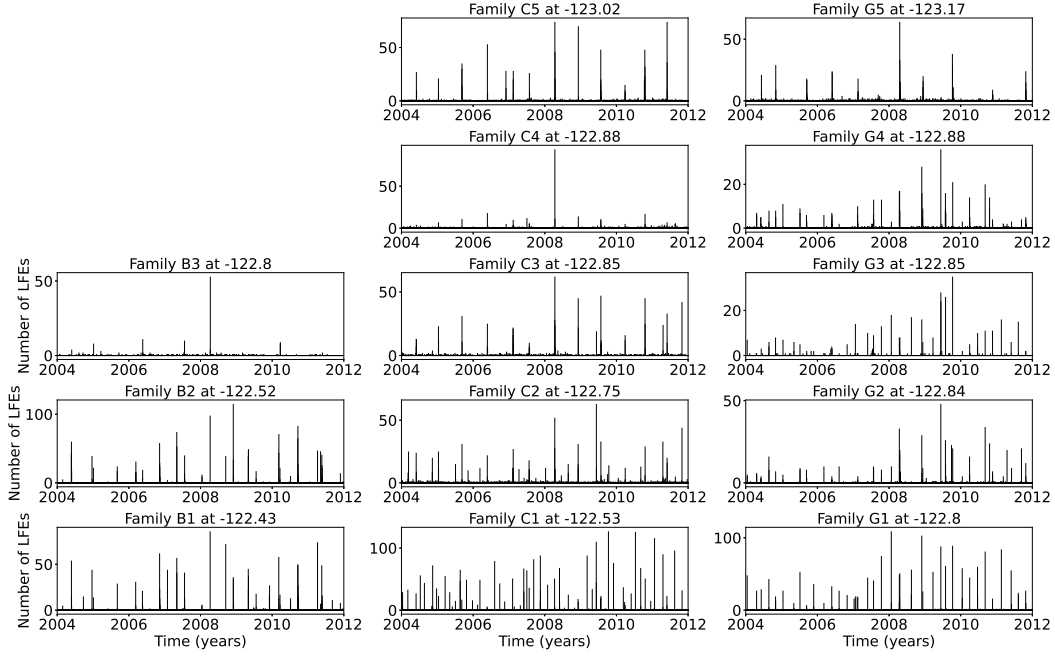 Family C5 at -123.02 Family G5 at -123.17
50 50
0 0
2004 2006 2008 2010 2012 2004 2006 2008 2010 2012
Family C4 at -122.88 Family G4 at -122.88
50 20
0 0
2004 2006 2008 2010 2012 2004 2006 2008 2010 2012
Family B3 at -122.8 Family C3 at -122.85 Family G3 at -122.85
Number of LFEs
50 50 20
0 0 0
2004 2006 2008 2010 2012 2004 2006 2008 2010 2012 2004 2006 2008 2010 2012
Family B2 at -122.52 Family C2 at -122.75 Family G2 at -122.84
Number of LFEs
100 50 50
0 0 0
2004 2006 2008 2010 2012 2004 2006 2008 2010 2012 2004 2006 2008 2010 2012
Family B1 at -122.43 Family C1 at -122.53 Family G1 at -122.8
Number of LFEs
50 100 100
0 0 0
2004 2006 2008 2010 2012 2004 2006 2008 2010 2012 2004 2006 2008 2010 2012
Time (years) Time (years) Time (years)